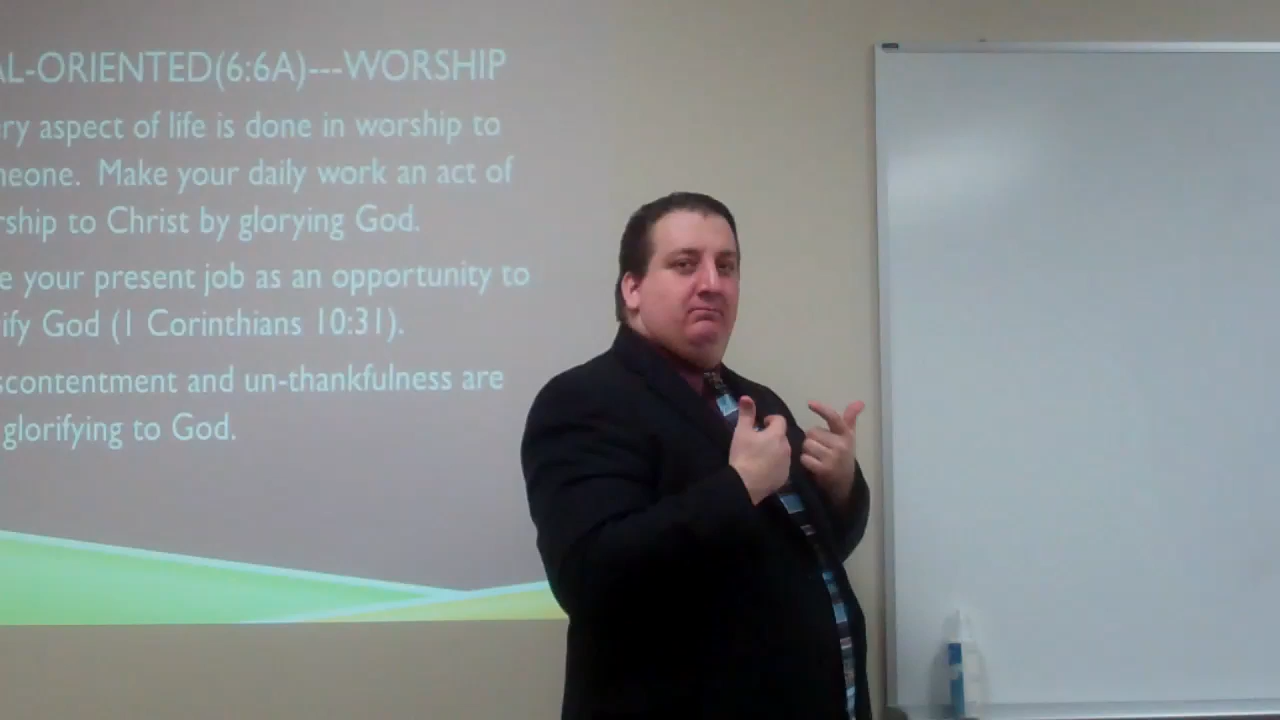 AL-ORIENTED(6:6A)---WORSHIP
ery aspect of life is done in worship to
meone. Make your daily work an act of
rship to Christ by glorying God.
e your present job as an opportunity to
ify God (1 Corinthians 10:31).
scontentment and un-thankfulness are
glorifying to God.